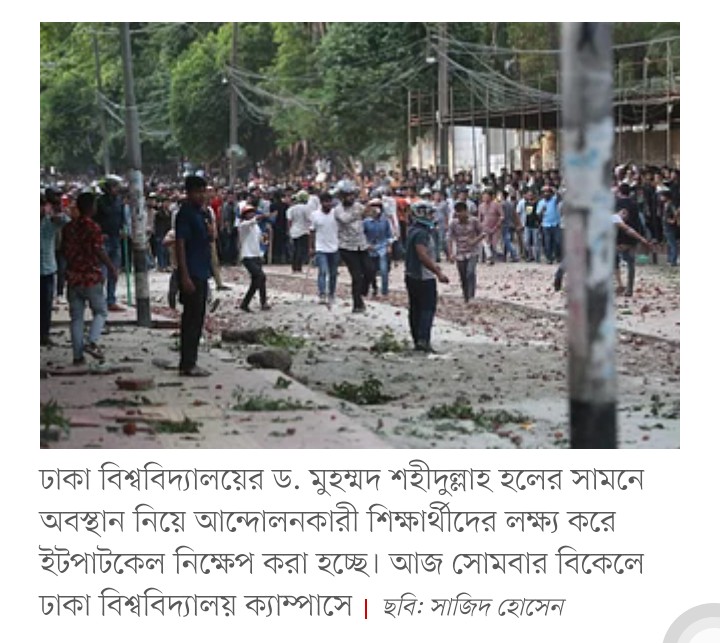 ঢাকা বিশ্ববিদ্যালয়ের ড. মুহম্মদ শহীদুল্লাহ হলের সামনে
অবস্থান নিয়ে আন্দোলনকারী শিক্ষার্থীদের লক্ষ্য করে
ইটপাটকেল নিক্ষেপ করা হচ্ছে। আজ সোমবার বিকেলে
ঢাকা বিশ্ববিদ্যালয় ক্যাম্পাসে | ছবি: সাজিদ হোসেন